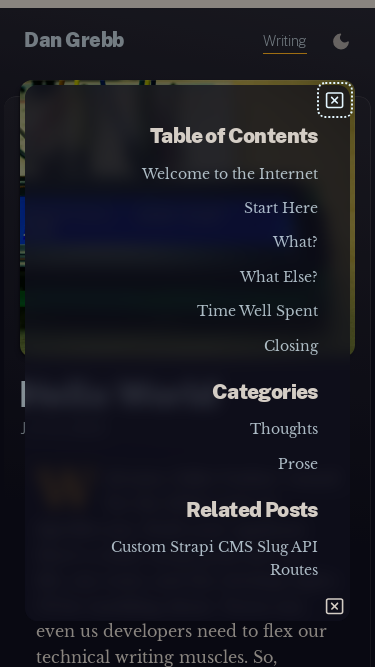 Dan Grebb
Writing
Table of Contents
Welcome to the Internet
Start Here
What?
What Else?
Time Well Spent
Closing
Categories
Thoughts
Prose
Related Posts
Custom Strapi CMS Slug API
Routes
even us developers need to flex our
technical writing muscles. So,